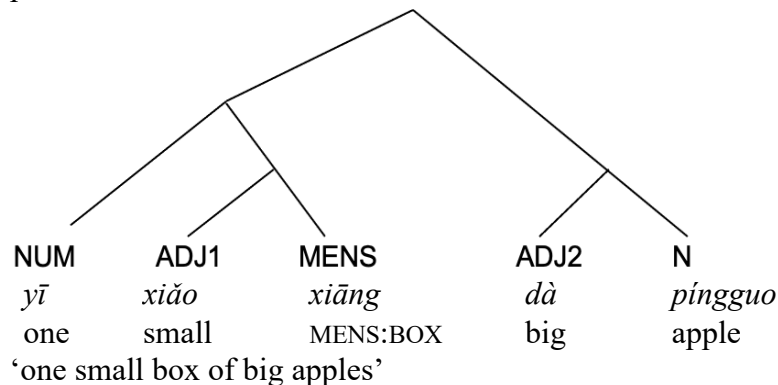 NUM ADJ1 MENS ADJ2 N
yī xiǎo xiāng dà píngguo
one small MENS:BOX big apple
‘one small box of big apples’